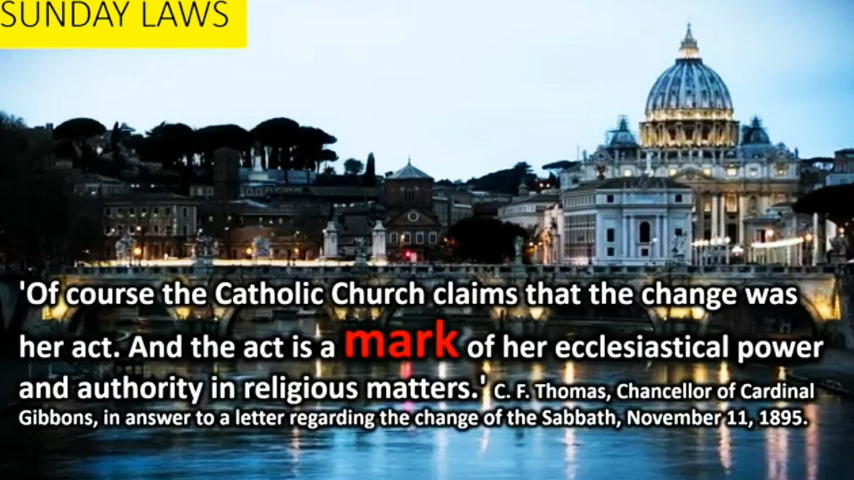 SUNDAY LAWS
'Of course the Catholic Church claims that the change was
her act. And the act is a mark of her ecclesiastical power
and authority in religious matters.' C. F. Thomas, Chancellor of Cardinal
Gibbons, in answer to a letter regarding the change of the Sabbath, November 11, 1895.